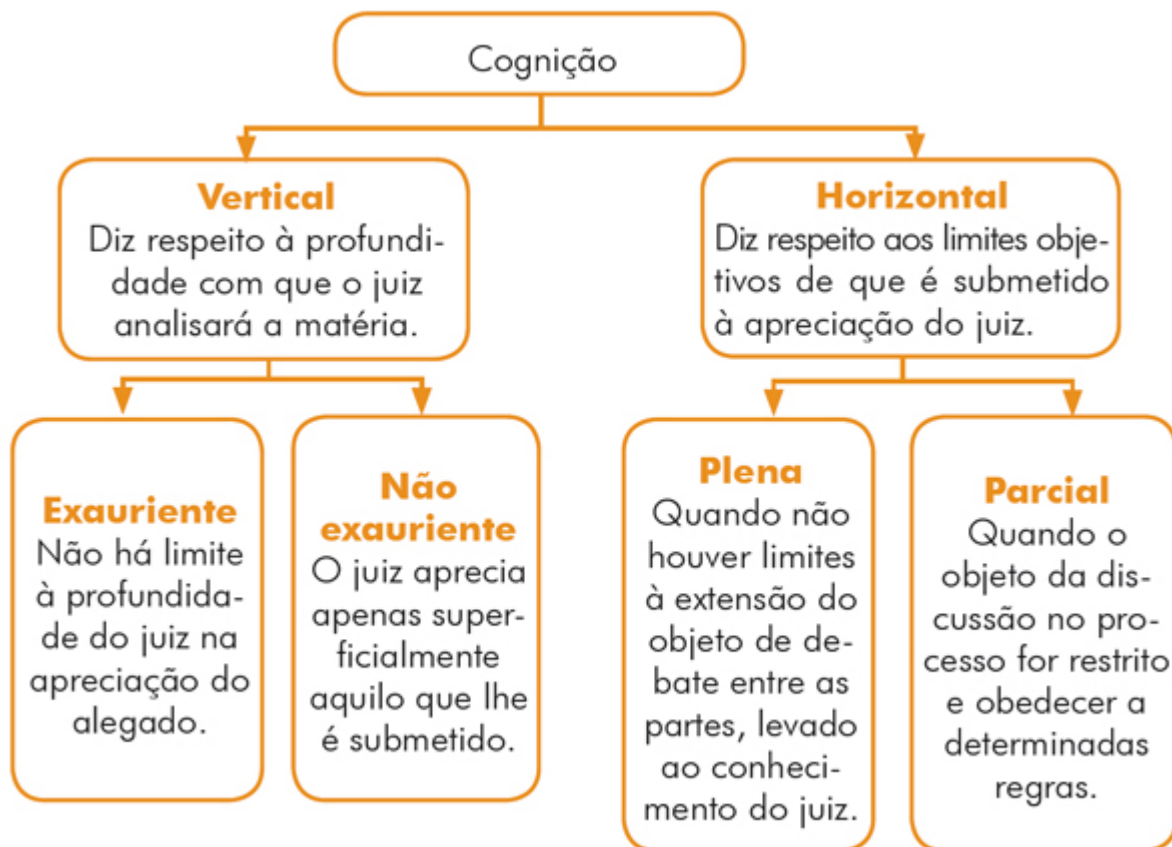 Cognição
Vertical
Diz respeito à profundi-
dade com que o juiz
analisará a matéria.
Horizontal
Diz respeito aos limites obje-
tivos de que é submetido
à apreciação do juiz.
Exauriente
Não há limite
à profundida-
de do juiz na
apreciação do
alegado.
Não
exauriente
O juiz aprecia
apenas super-
ficialmente
aquilo que lhe
é submetido.
Plena
Quando não
houver limites
à extensão do
objeto de de-
bate entre as
partes, levado
ao conheci-
mento do juiz.
Parcial
Quando o
objeto da dis-
cussão no pro-
cesso for restrito
e obedecer a
determinadas
regras.